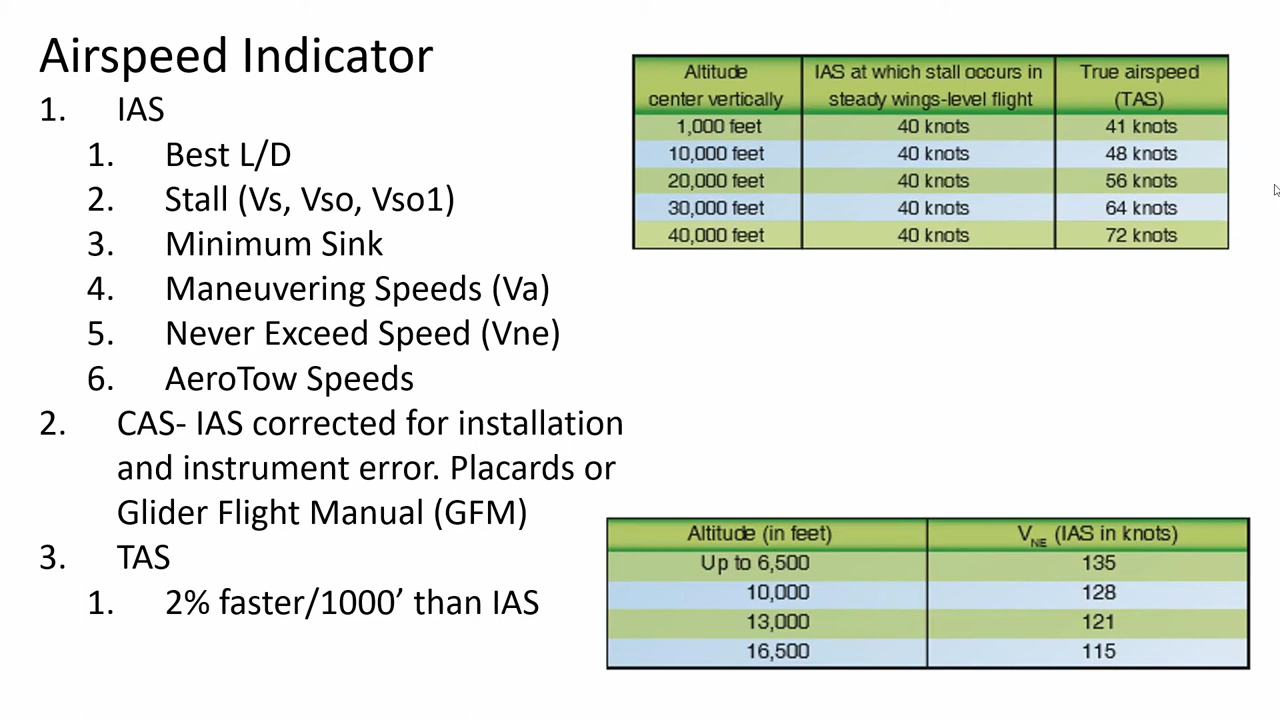 Airspeed Indicator
1. IAS
1. Best L/D
2. Stall (Vs, Vso, Vso1)
3. Minimum Sink
4. Maneuvering Speeds (Va)
5. Never Exceed Speed (Vne)
6. AeroTow Speeds
2. CAS- IAS corrected for installation
and instrument error. Placards or
Glider Flight Manual (GFM)
3. TAS
1. 2% faster/1000’ than IAS
Altitude center vertically | IAS at which stall occurs in steady wings-level flight | True airspeed (TAS)
1,000 feet | 40 knots | 41 knots
10,000 feet | 40 knots | 48 knots
20,000 feet | 40 knots | 56 knots
30,000 feet | 40 knots | 64 knots
40,000 feet | 40 knots | 72 knots
Altitude (in feet) | VNE (IAS in knots)
Up to 6,500 | 135
10,000 | 128
13,000 | 121
16,500 | 115